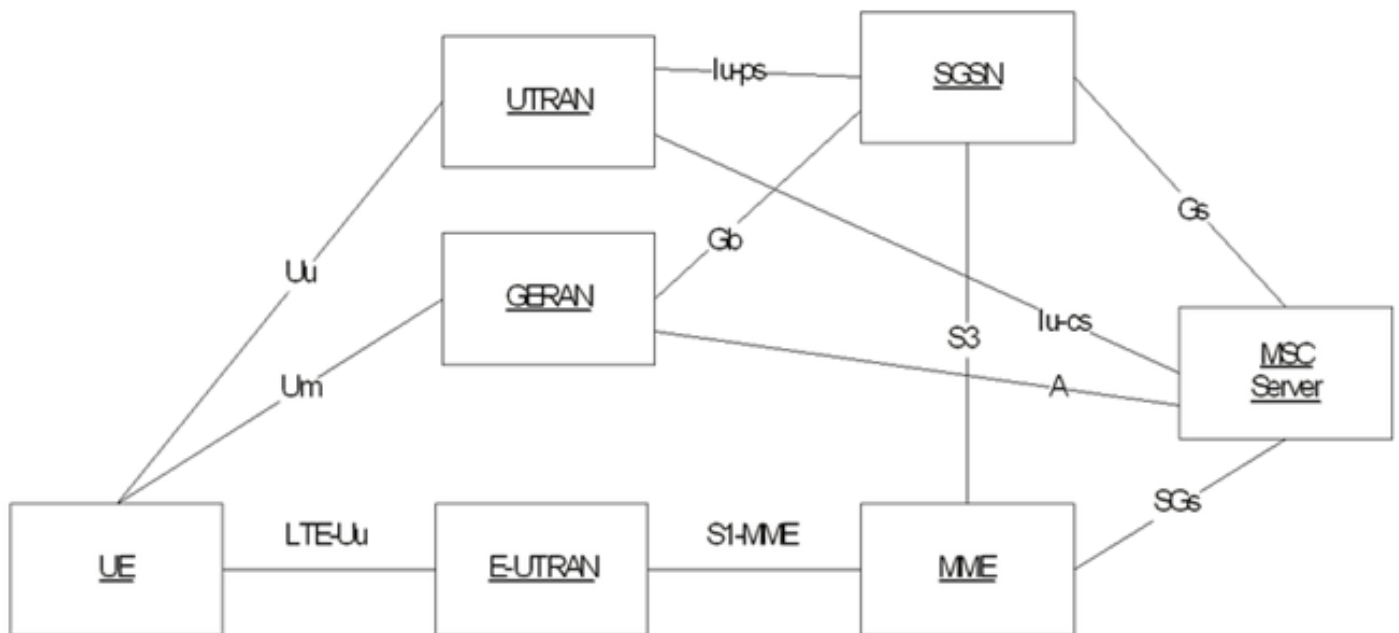 SGSN
Iu-ps
UTRAN
Gs
Gb
Uu
GERAN
Iu-cs
S3
MSC
Server
Um
A
SGs
LTE-Uu
S1-MME
UE
E-UTRAN
MME